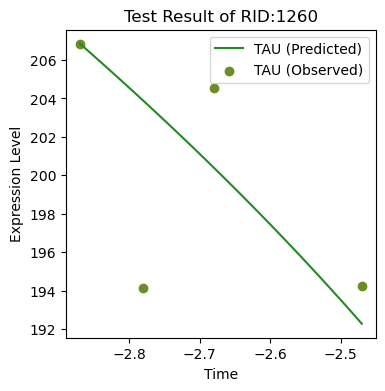 Test Result of RID:1260
TAU (Predicted)
TAU (Observed)
Expression Level
206
204
202
200
198
196
194
192
−2.8
−2.7
−2.6
−2.5
Time